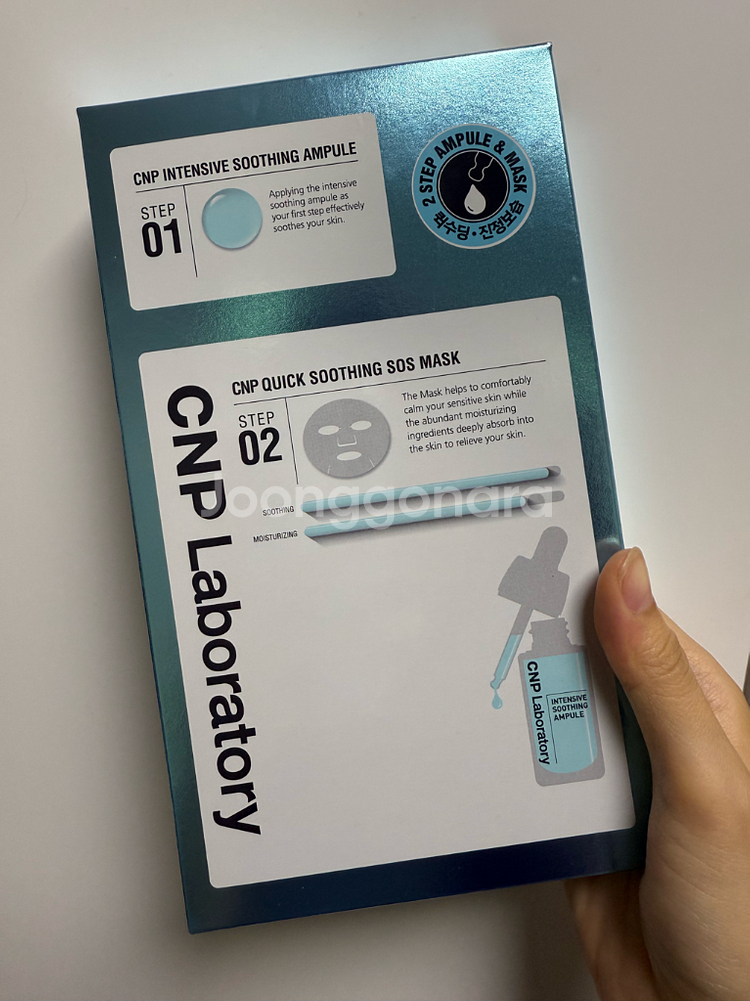 CNP INTENSIVE SOOTHING AMPULE
STEP
01
Applying the intensive
soothing ampule as
your first step effectively
soothes your skin.
2 STEP AMPULE & MASK
퀵수딩•진정보습
CNP QUICK SOOTHING SOS MASK
STEP
02
The Mask helps to comfortably
calm your sensitive skin while
the abundant moisturizing
ingredients deeply absorb into
the skin to relieve your skin.
SOOTHING
MOISTURIZING
CNP Laboratory
CNP Laboratory
INTENSIVE
SOOTHING
AMPULE
Joonggonara